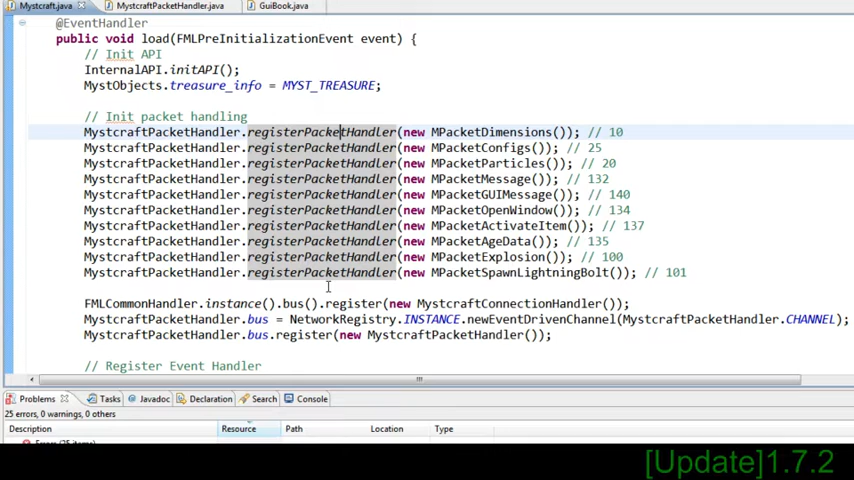 Mystcraft.java MystcraftPacketHandler.java GuiBook.java
@EventHandler
public void load(FMLPreInitializationEvent event) {
// Init API
InternalAPI.initAPI();
MystObjects.treasure_info = MYST_TREASURE;
// Init packet handling
MystcraftPacketHandler.registerPacketHandler(new MPacketDimensions()); // 10
MystcraftPacketHandler.registerPacketHandler(new MPacketConfigs()); // 25
MystcraftPacketHandler.registerPacketHandler(new MPacketParticles()); // 20
MystcraftPacketHandler.registerPacketHandler(new MPacketMessage()); // 132
MystcraftPacketHandler.registerPacketHandler(new MPacketGUIMessage()); // 140
MystcraftPacketHandler.registerPacketHandler(new MPacketOpenWindow()); // 134
MystcraftPacketHandler.registerPacketHandler(new MPacketActivateItem()); // 137
MystcraftPacketHandler.registerPacketHandler(new MPacketAgeData()); // 135
MystcraftPacketHandler.registerPacketHandler(new MPacketExplosion()); // 100
MystcraftPacketHandler.registerPacketHandler(new MPacketSpawnLightningBolt()); // 101
FMLCommonHandler.instance().bus().register(new MystcraftConnectionHandler());
MystcraftPacketHandler.bus = NetworkRegistry.INSTANCE.newEventDrivenChannel(MystcraftPacketHandler.CHANNEL);
MystcraftPacketHandler.bus.register(new MystcraftPacketHandler());
// Register Event Handler
Problems Tasks Javadoc Declaration Search Console
25 errors, 0 warnings, 0 others
Description Resource Path Location Type
Errors (25 items)
[Update]1.7.2